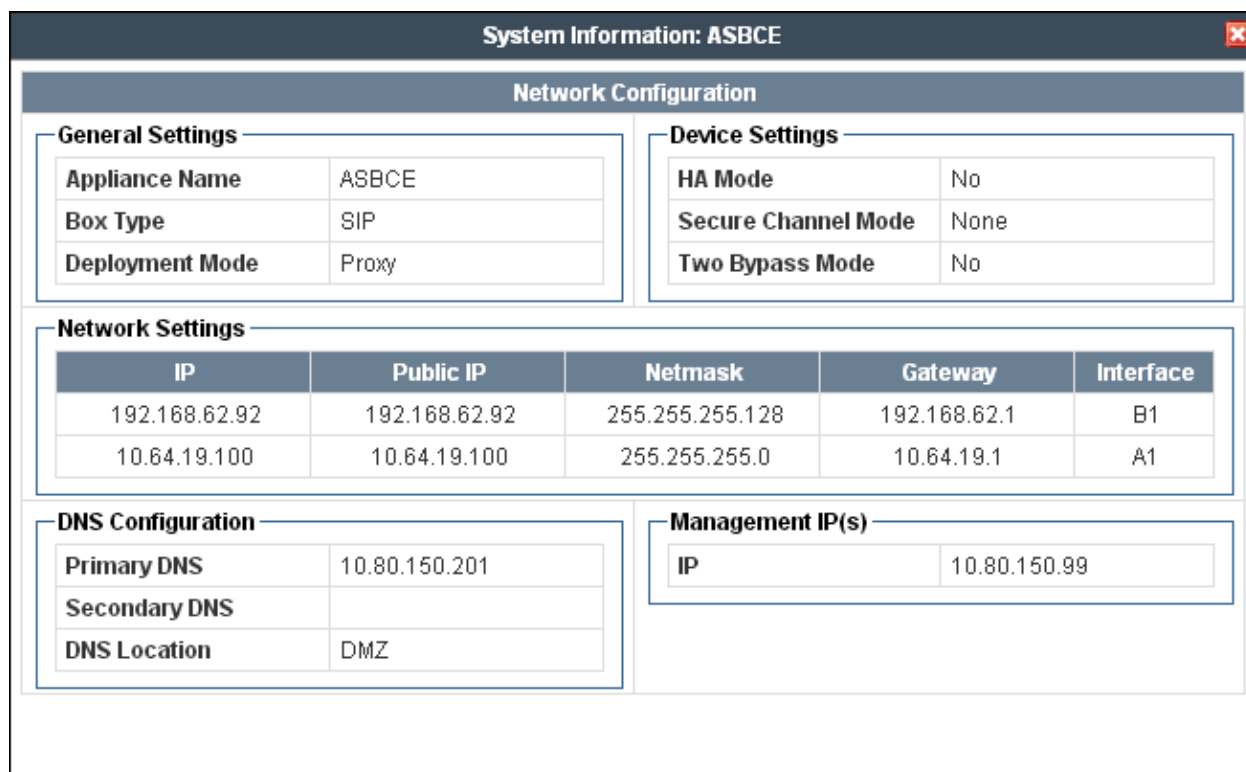 System Information: ASBCE
Network Configuration
General Settings
Appliance Name ASBCE
Box Type SIP
Deployment Mode Proxy
Device Settings
HA Mode No
Secure Channel Mode None
Two Bypass Mode No
Network Settings
IP Public IP Netmask Gateway Interface
192.168.62.92 192.168.62.92 255.255.255.128 192.168.62.1 B1
10.64.19.100 10.64.19.100 255.255.255.0 10.64.19.1 A1
DNS Configuration
Primary DNS 10.80.150.201
Secondary DNS
DNS Location DMZ
Management IP(s)
IP 10.80.150.99